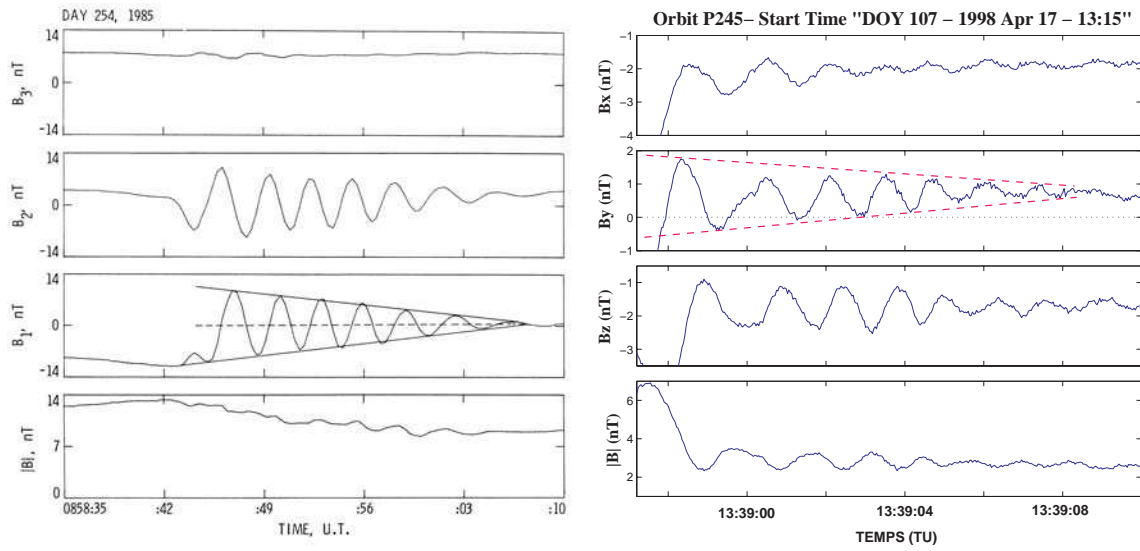 DAY 254, 1985
14
0
-14
B3, nT
14
0
-14
B2, nT
14
0
-14
B1, nT
14
7
0
|B|, nT
0858:35 :42 :49 :56 :03 :10
TIME, U.T.
Orbit P245– Start Time "DOY 107 – 1998 Apr 17 – 13:15"
−1
−2
−3
−4
Bx (nT)
2
1
0
−1
By (nT)
−1
−2
−3
Bz (nT)
6
4
2
|B| (nT)
13:39:00 13:39:04 13:39:08
TEMPS (TU)